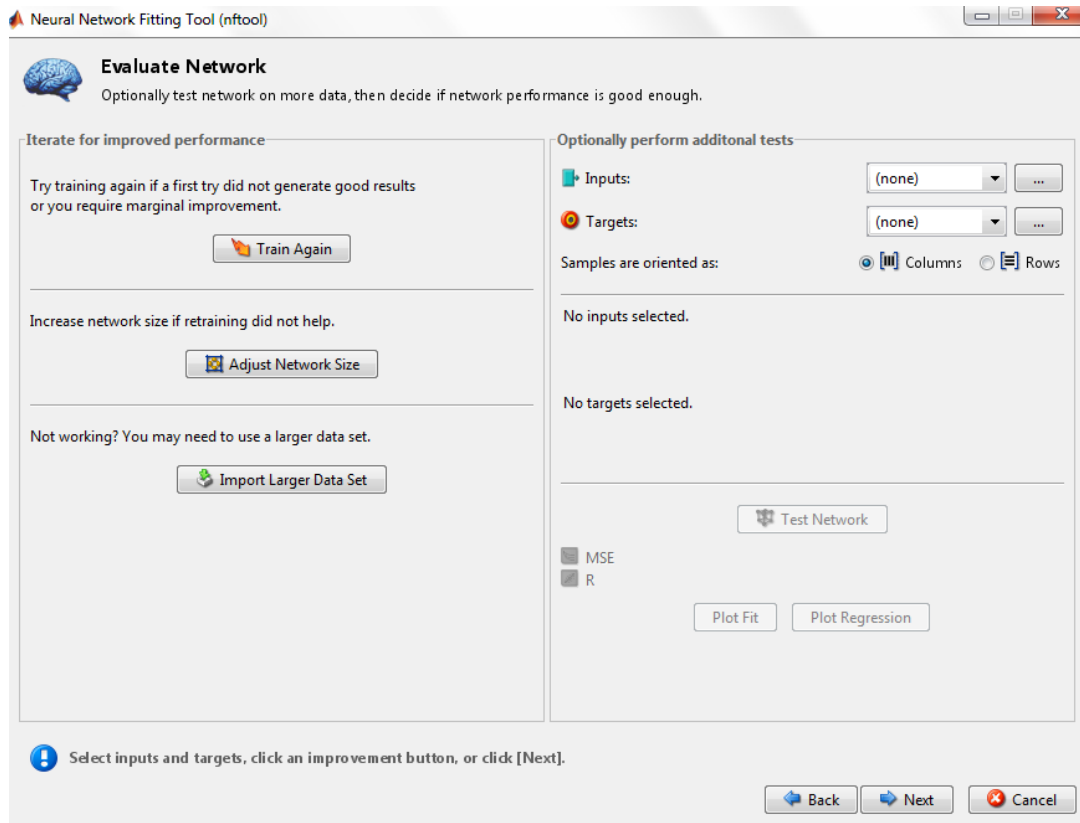 Neural Network Fitting Tool (nftool)
Evaluate Network
Optionally test network on more data, then decide if network performance is good enough.
Iterate for improved performance
Try training again if a first try did not generate good results
or you require marginal improvement.
Train Again
Increase network size if retraining did not help.
Adjust Network Size
Not working? You may need to use a larger data set.
Import Larger Data Set
Optionally perform additonal tests
Inputs: (none) ...
Targets: (none) ...
Samples are oriented as: Columns Rows
No inputs selected.
No targets selected.
Test Network
MSE
R
Plot Fit Plot Regression
Select inputs and targets, click an improvement button, or click [Next].
Back Next Cancel